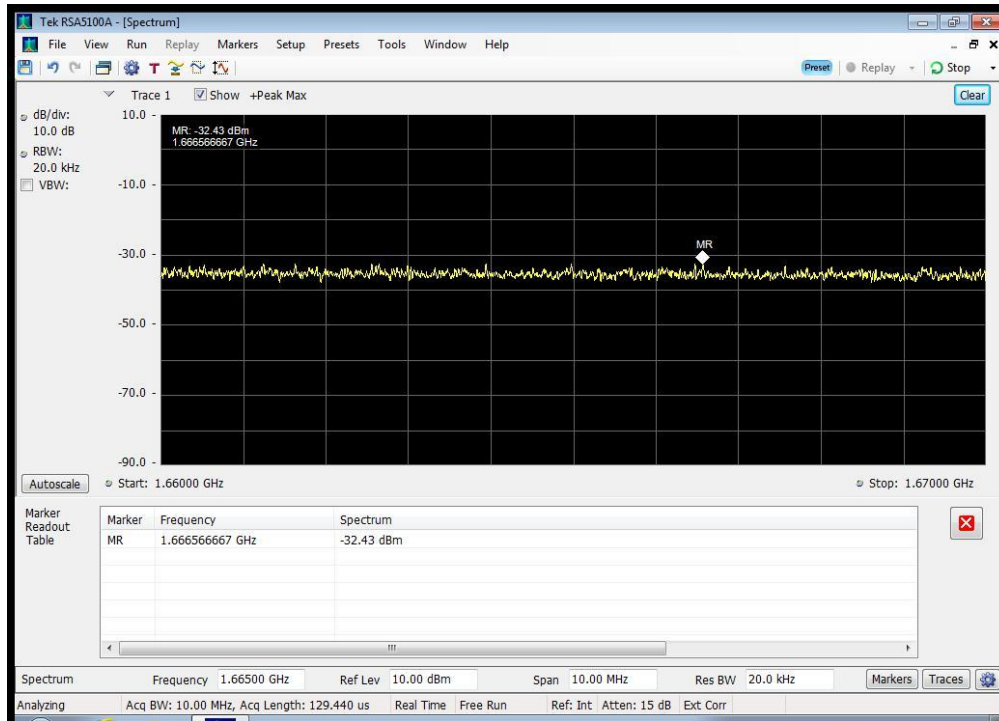 Tek RSA5100A - [Spectrum]
File View Run Replay Markers Setup Presets Tools Window Help
T Preset Replay Stop
Trace 1 Show +Peak Max Clear
dB/div:
10.0 dB
RBW:
20.0 kHz
VBW:
10.0
-10.0
-30.0
-50.0
-70.0
-90.0
MR: -32.43 dBm
1.666566667 GHz
MR
Autoscale Start: 1.66000 GHz Stop: 1.67000 GHz
Marker
Readout
Table
Marker Frequency Spectrum
MR 1.666566667 GHz -32.43 dBm
Spectrum Frequency 1.66500 GHz Ref Lev 10.00 dBm Span 10.00 MHz Res BW 20.0 kHz Markers Traces
Analyzing Acq BW: 10.00 MHz, Acq Length: 129.440 us Real Time Free Run Ref: Int Atten: 15 dB Ext Corr